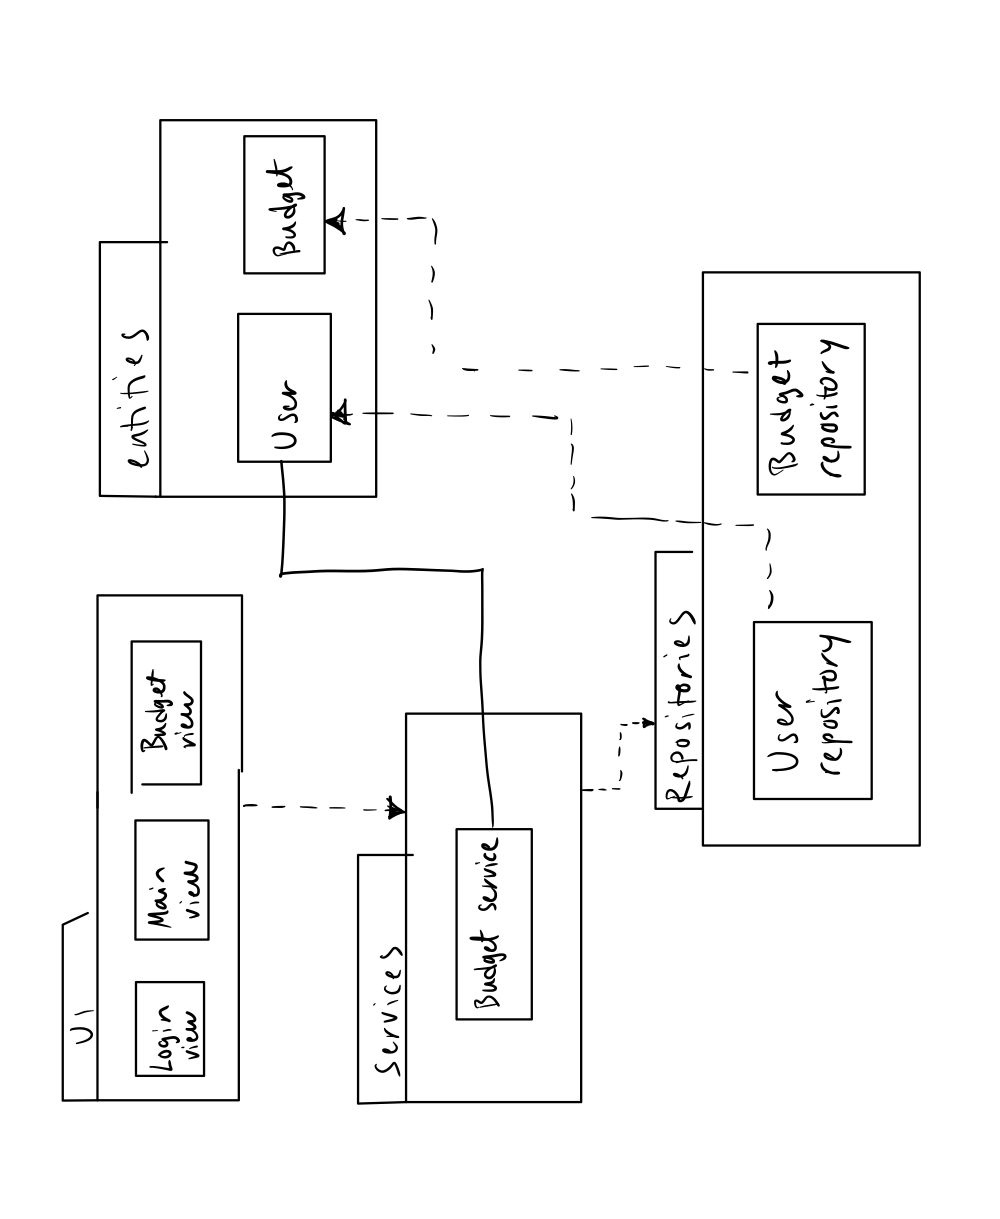 UI
Login
view
Main
view
Budget
view
entities
User
Budget
Services
Budget service
Repositories
User
repository
Budget
repository